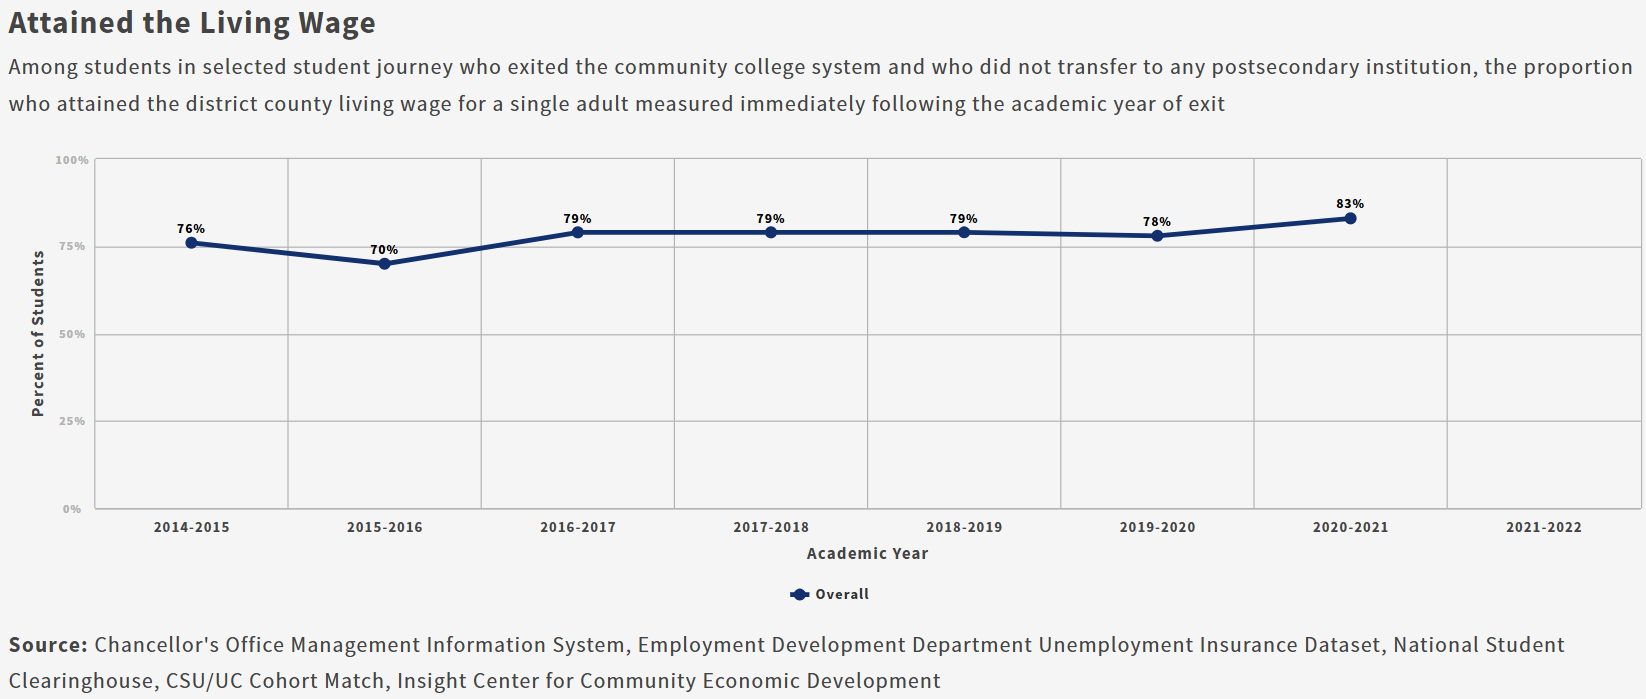 Attained the Living Wage
Among students in selected student journey who exited the community college system and who did not transfer to any postsecondary institution, the proportion
who attained the district county living wage for a single adult measured immediately following the academic year of exit
100%
75%
50%
25%
0%
Percent of Students
76%
70%
79%
79%
79%
78%
83%
2014-2015
2015-2016
2016-2017
2017-2018
2018-2019
2019-2020
2020-2021
2021-2022
Academic Year
Overall
Source: Chancellor's Office Management Information System, Employment Development Department Unemployment Insurance Dataset, National Student
Clearinghouse, CSU/UC Cohort Match, Insight Center for Community Economic Development